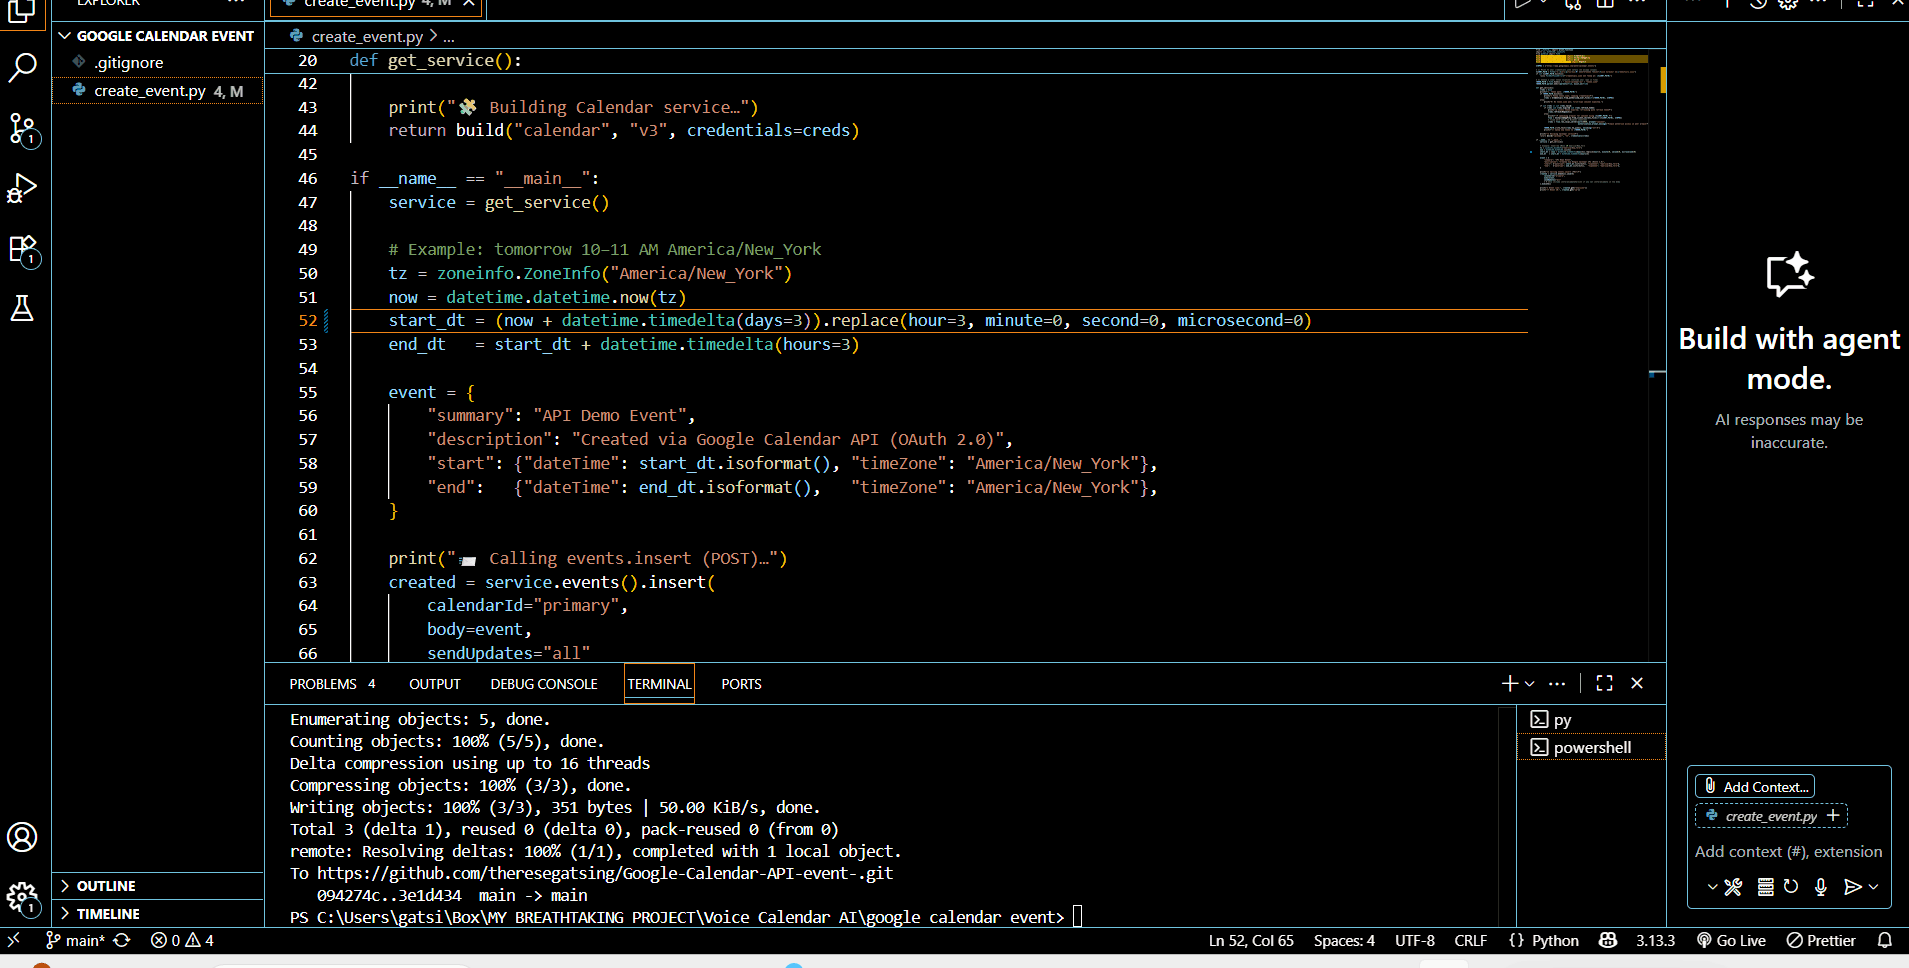 EXPLORER
create_event.py 4, M
GOOGLE CALENDAR EVENT
.gitignore
create_event.py 4, M
1
1
1
OUTLINE
TIMELINE
create_event.py > ...
20 def get_service():
42
43 print("🧩 Building Calendar service…")
44 return build("calendar", "v3", credentials=creds)
45
46 if __name__ == "__main__":
47 service = get_service()
48
49 # Example: tomorrow 10–11 AM America/New_York
50 tz = zoneinfo.ZoneInfo("America/New_York")
51 now = datetime.datetime.now(tz)
52 start_dt = (now + datetime.timedelta(days=3)).replace(hour=3, minute=0, second=0, microsecond=0)
53 end_dt   = start_dt + datetime.timedelta(hours=3)
54
55 event = {
56 "summary": "API Demo Event",
57 "description": "Created via Google Calendar API (OAuth 2.0)",
58 "start": {"dateTime": start_dt.isoformat(), "timeZone": "America/New_York"},
59 "end":   {"dateTime": end_dt.isoformat(),   "timeZone": "America/New_York"},
60 }
61
62 print("📨 Calling events.insert (POST)…")
63 created = service.events().insert(
64 calendarId="primary",
65 body=event,
66 sendUpdates="all"
PROBLEMS 4 OUTPUT DEBUG CONSOLE TERMINAL PORTS
Enumerating objects: 5, done.
Counting objects: 100% (5/5), done.
Delta compression using up to 16 threads
Compressing objects: 100% (3/3), done.
Writing objects: 100% (3/3), 351 bytes | 50.00 KiB/s, done.
Total 3 (delta 1), reused 0 (delta 0), pack-reused 0 (from 0)
remote: Resolving deltas: 100% (1/1), completed with 1 local object.
To https://github.com/theresegatsing/Google-Calendar-API-event-.git
094274c..3e1d434  main -> main
PS C:\Users\gatsi\Box\MY BREATHTAKING PROJECT\Voice Calendar AI\google calendar event>
py
powershell
Build with agent
mode.
AI responses may be
inaccurate.
Add Context...
create_event.py +
Add context (#), extension
1
main* 0 4
Ln 52, Col 65 Spaces: 4 UTF-8 CRLF {} Python 3.13.3 Go Live Prettier